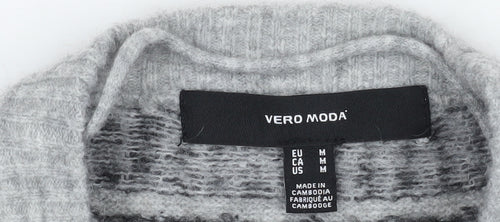 VERO MODA
EU M
CA M
US M
MADE IN
CAMBODIA
FABRIQUÉ AU
CAMBODGE